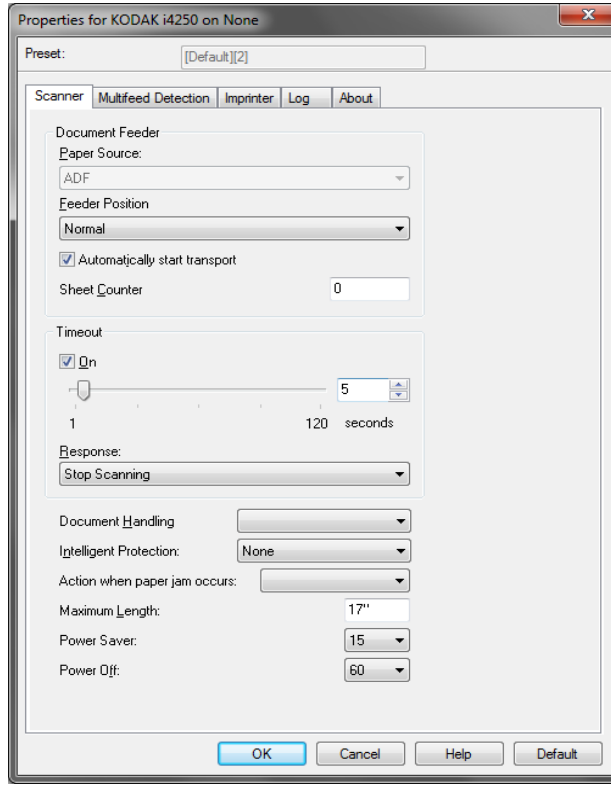 Properties for KODAK i4250 on None
Preset: [Default][2]
Scanner Multifeed Detection Imprinter Log About
Document Feeder
Paper Source:
ADF
Feeder Position
Normal
Automatically start transport
Sheet Counter 0
Timeout
On
5
1 120 seconds
Response:
Stop Scanning
Document Handling
Intelligent Protection: None
Action when paper jam occurs:
Maximum Length: 17"
Power Saver: 15
Power Off: 60
OK Cancel Help Default